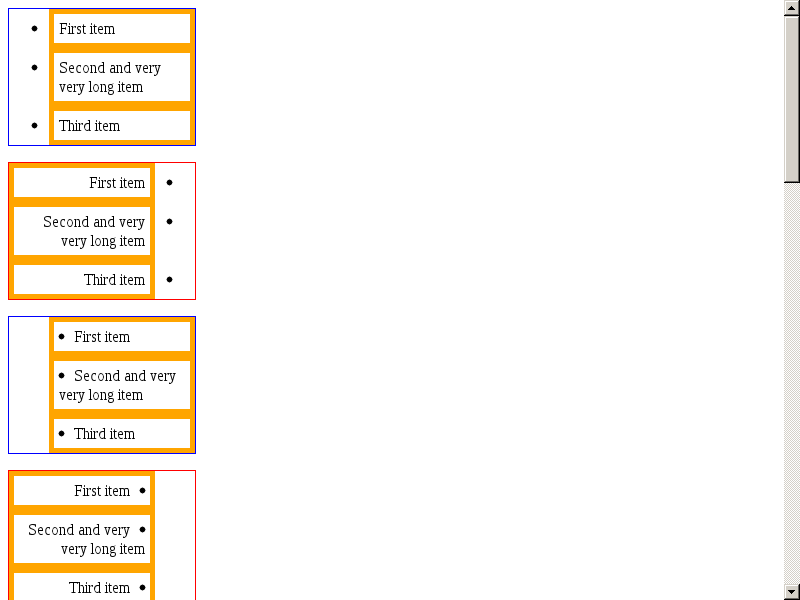 • First item
• Second and very
very long item
• Third item
First item •
Second and very •
very long item
Third item •
• First item
• Second and very
very long item
• Third item
First item •
Second and very •
very long item
Third item •